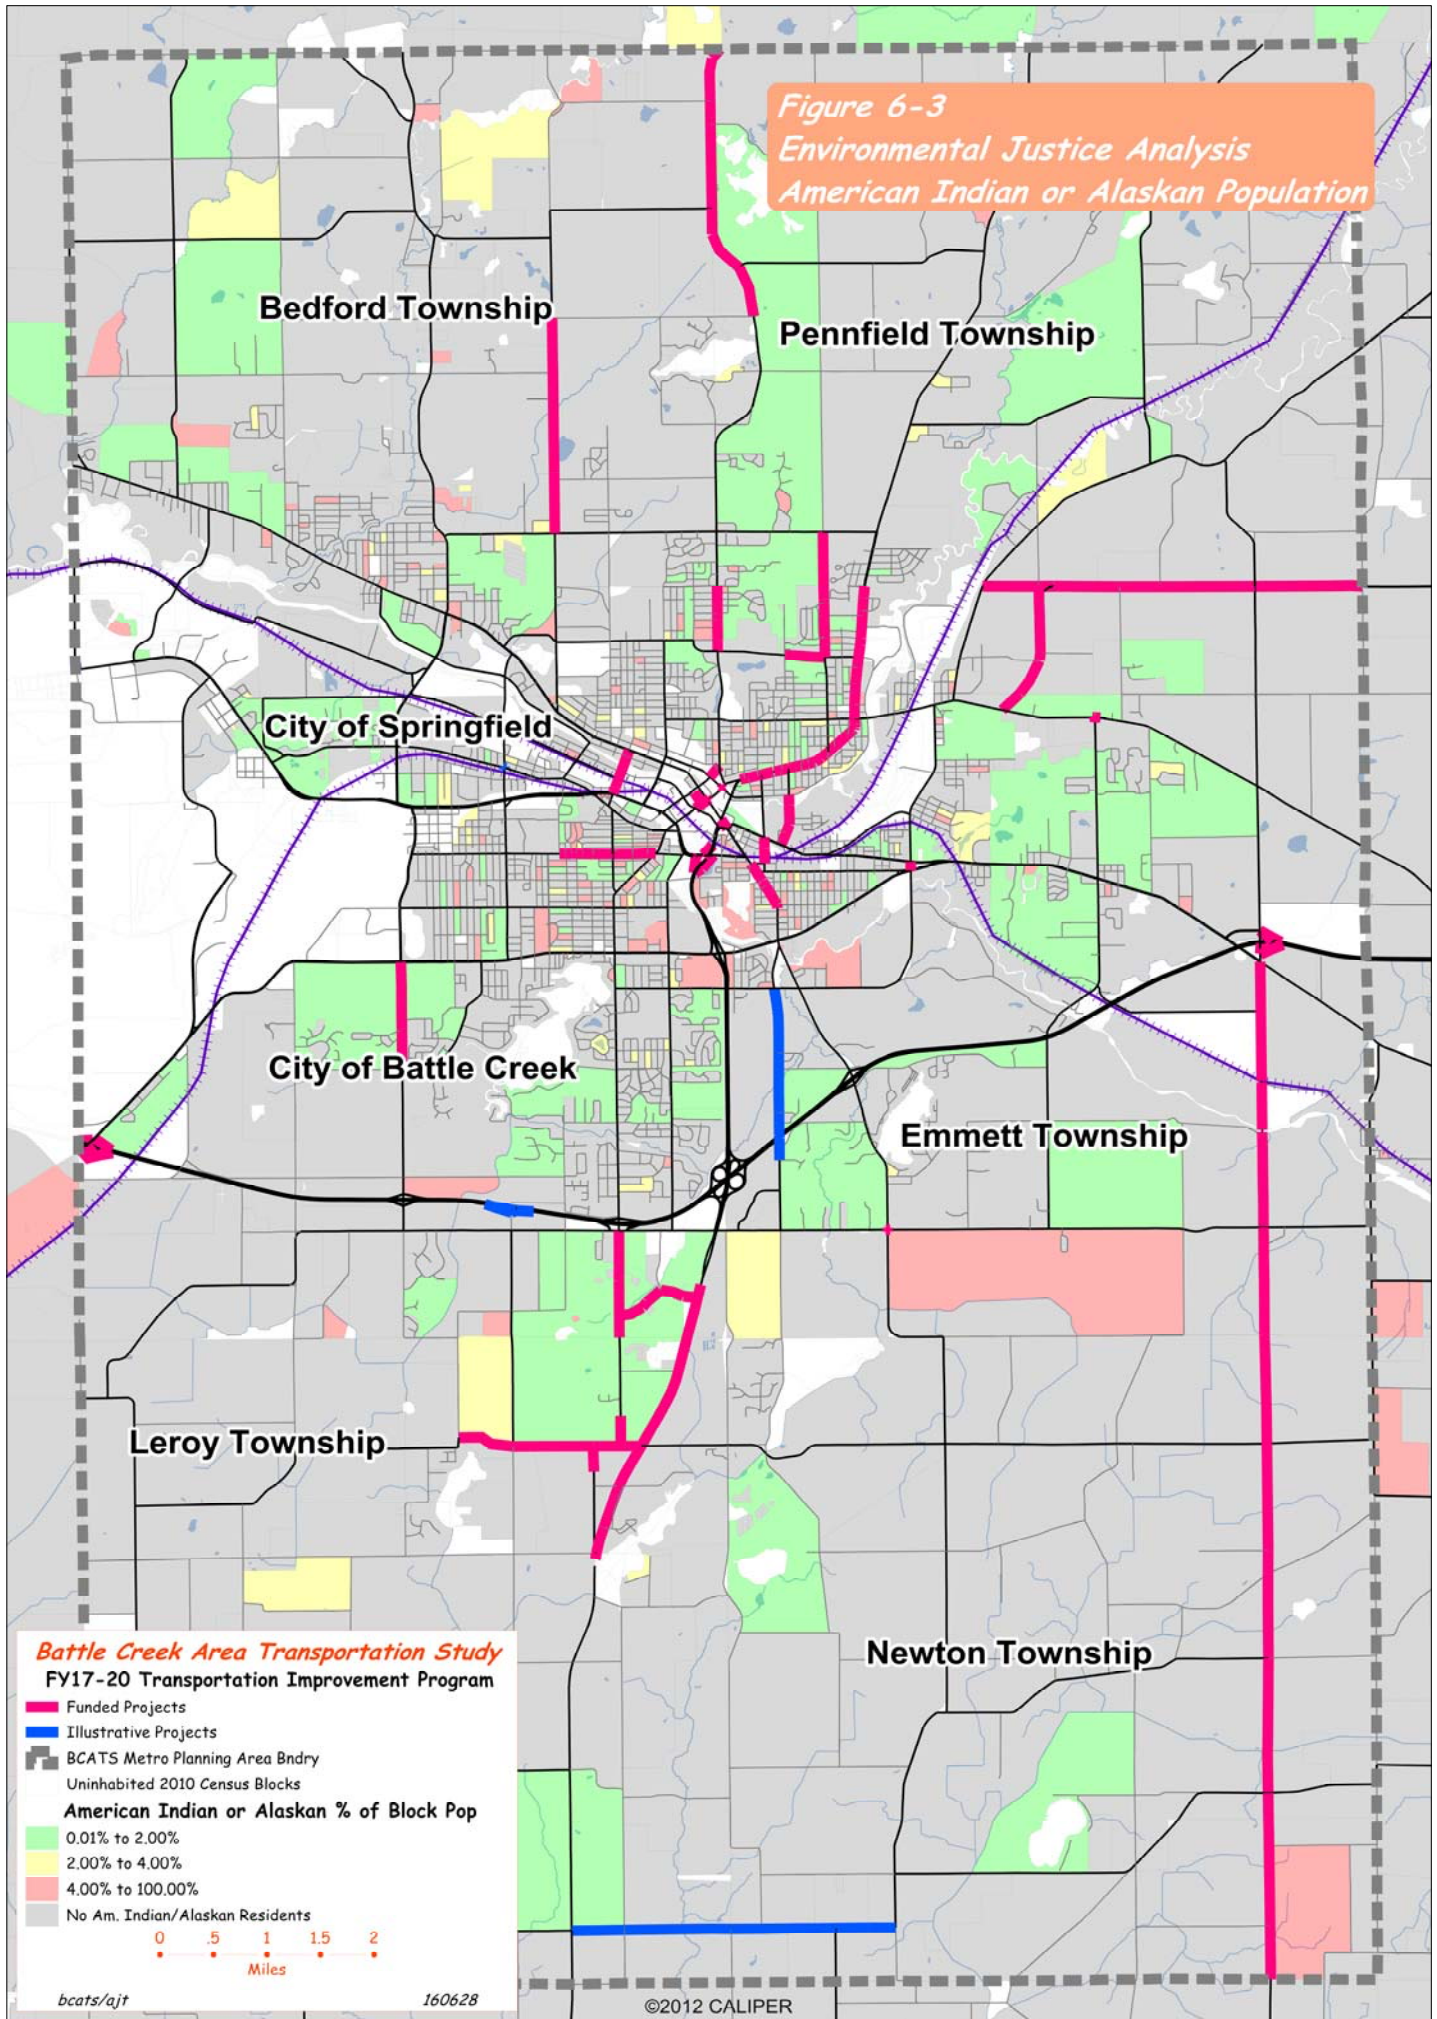 Figure 6-3
Environmental Justice Analysis
American Indian or Alaskan Population
Bedford Township
Pennfield Township
City of Springfield
City of Battle Creek
Emmett Township
Leroy Township
Newton Township
Battle Creek Area Transportation Study
FY17-20 Transportation Improvement Program
Funded Projects
Illustrative Projects
BCATS Metro Planning Area Bndry
Uninhabited 2010 Census Blocks
American Indian or Alaskan % of Block Pop
0.01% to 2.00%
2.00% to 4.00%
4.00% to 100.00%
No Am. Indian/Alaskan Residents
0 .5 1 1.5 2
Miles
bcats/ajt 160628
©2012 CALIPER